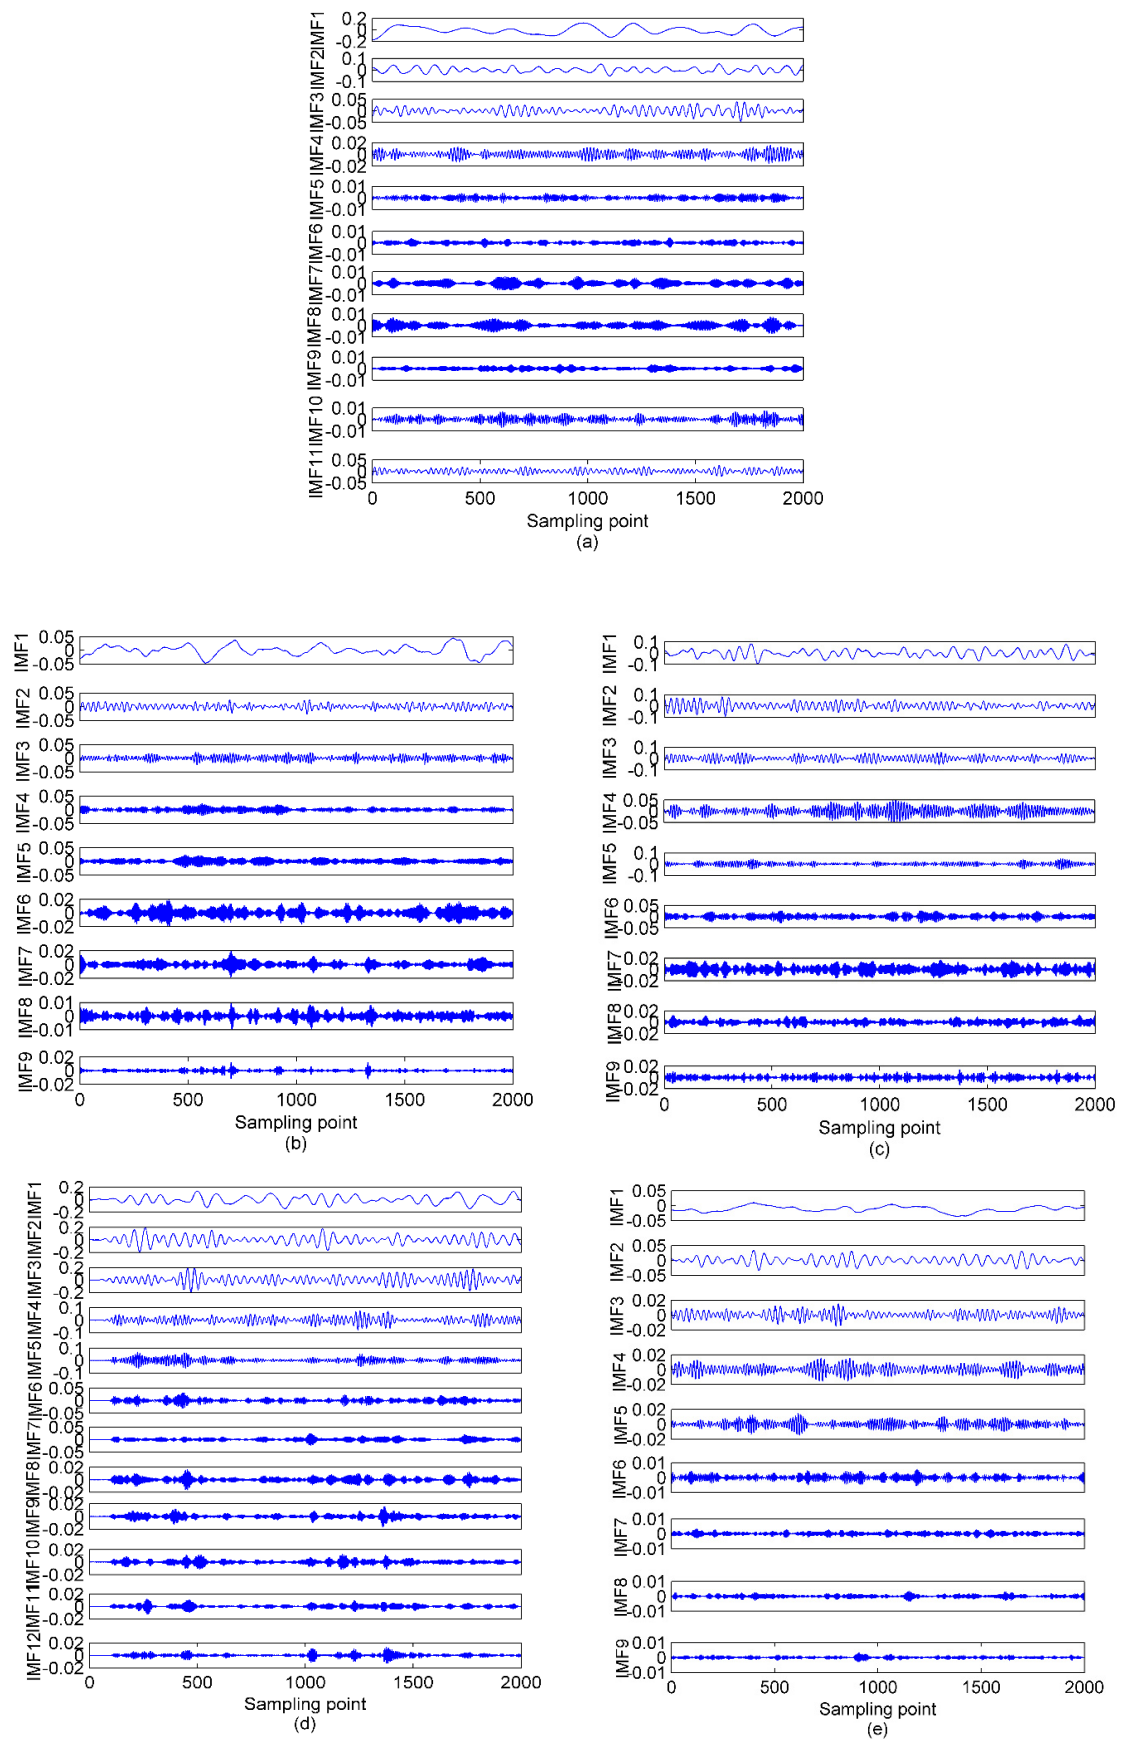 IMF1 0.2 0 -0.2
IMF2 0.1 0 -0.1
IMF3 0.05 0 -0.05
IMF4 0.02 0 -0.02
IMF5 0.01 0 -0.01
IMF6 0.01 0 -0.01
IMF7 0.01 0 -0.01
IMF8 0.01 0 -0.01
IMF9 0.01 0 -0.01
IMF10 0.01 0 -0.01
IMF11 0.05 0 -0.05
0 500 1000 1500 2000
Sampling point
(a)
IMF1 0.05 0 -0.05
IMF2 0.05 0 -0.05
IMF3 0.05 0 -0.05
IMF4 0.05 0 -0.05
IMF5 0.05 0 -0.05
IMF6 0.02 0 -0.02
IMF7 0.02 0 -0.02
IMF8 0.01 0 -0.01
IMF9 0.02 0 -0.02
0 500 1000 1500 2000
Sampling point
(b)
IMF1 0.1 0 -0.1
IMF2 0.1 0 -0.1
IMF3 0.1 0 -0.1
IMF4 0.05 0 -0.05
IMF5 0.1 0 -0.1
IMF6 0.05 0 -0.05
IMF7 0.02 0 -0.02
IMF8 0.02 0 -0.02
IMF9 0.02 0 -0.02
0 500 1000 1500 2000
Sampling point
(c)
IMF1 0.2 0 -0.2
IMF2 0.2 0 -0.2
IMF3 0.2 0 -0.2
IMF4 0.1 0 -0.1
IMF5 0.1 0 -0.1
IMF6 0.05 0 -0.05
IMF7 0.05 0 -0.05
IMF8 0.02 0 -0.02
IMF9 0.02 0 -0.02
IMF10 0.02 0 -0.02
IMF11 0.02 0 -0.02
IMF12 0.02 0 -0.02
0 500 1000 1500 2000
Sampling point
(d)
IMF1 0.05 0 -0.05
IMF2 0.05 0 -0.05
IMF3 0.02 0 -0.02
IMF4 0.02 0 -0.02
IMF5 0.02 0 -0.02
IMF6 0.01 0 -0.01
IMF7 0.01 0 -0.01
IMF8 0.01 0 -0.01
IMF9 0.01 0 -0.01
0 500 1000 1500 2000
Sampling point
(e)